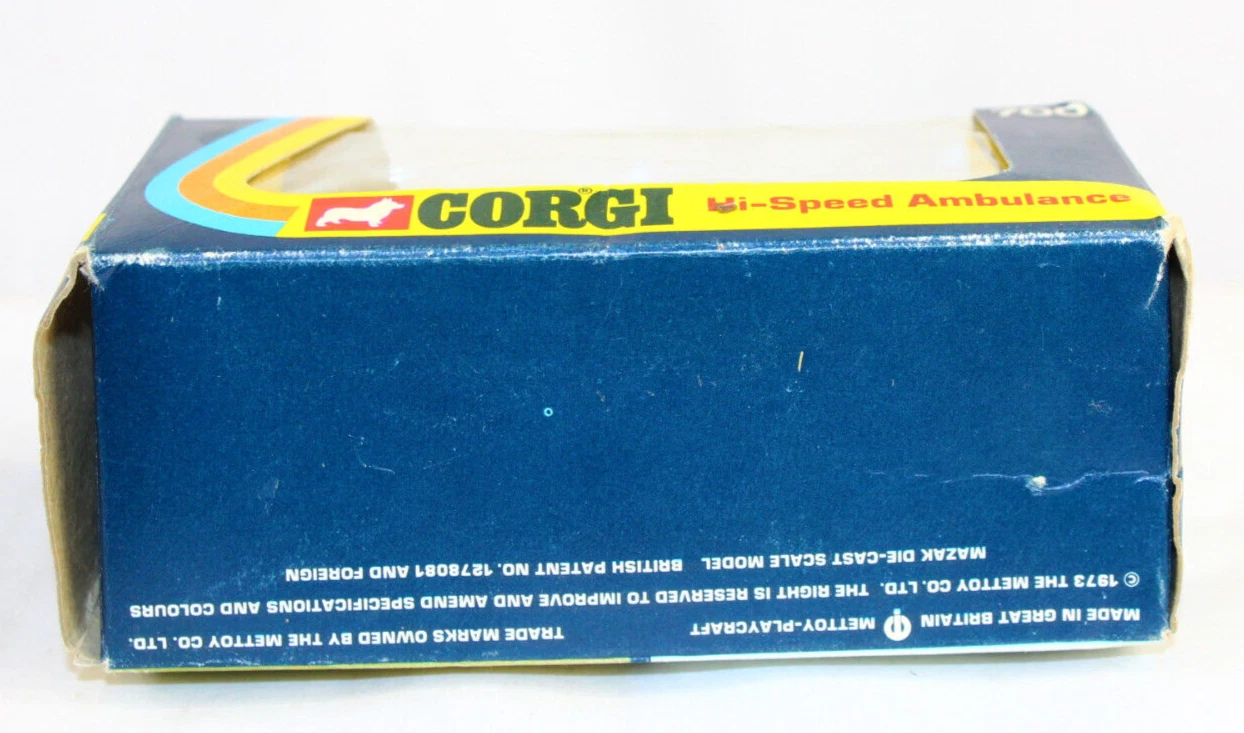 700
CORGI® Hi-Speed Ambulance
MADE IN GREAT BRITAIN METTOY-PLAYCRAFT TRADE MARKS OWNED BY THE METTOY CO. LTD.
© 1973 THE METTOY CO. LTD. THE RIGHT IS RESERVED TO IMPROVE AND AMEND SPECIFICATIONS AND COLOURS
MAZAK DIE-CAST SCALE MODEL BRITISH PATENT NO. 1278081 AND FOREIGN